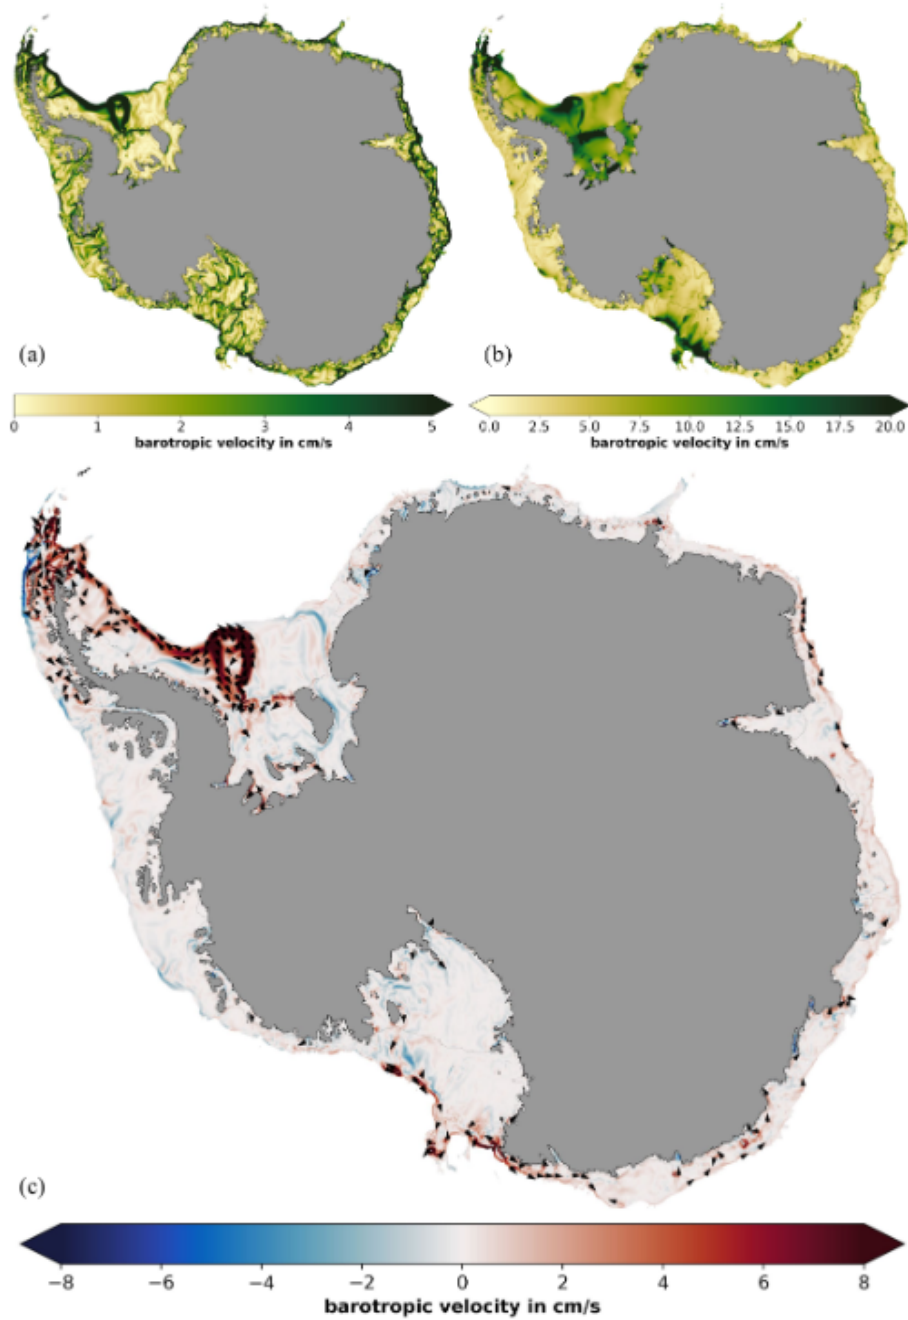 (a)
(b)
0 1 2 3 4 5
barotropic velocity in cm/s
0.0 2.5 5.0 7.5 10.0 12.5 15.0 17.5 20.0
barotropic velocity in cm/s
(c)
−8 −6 −4 −2 0 2 4 6 8
barotropic velocity in cm/s